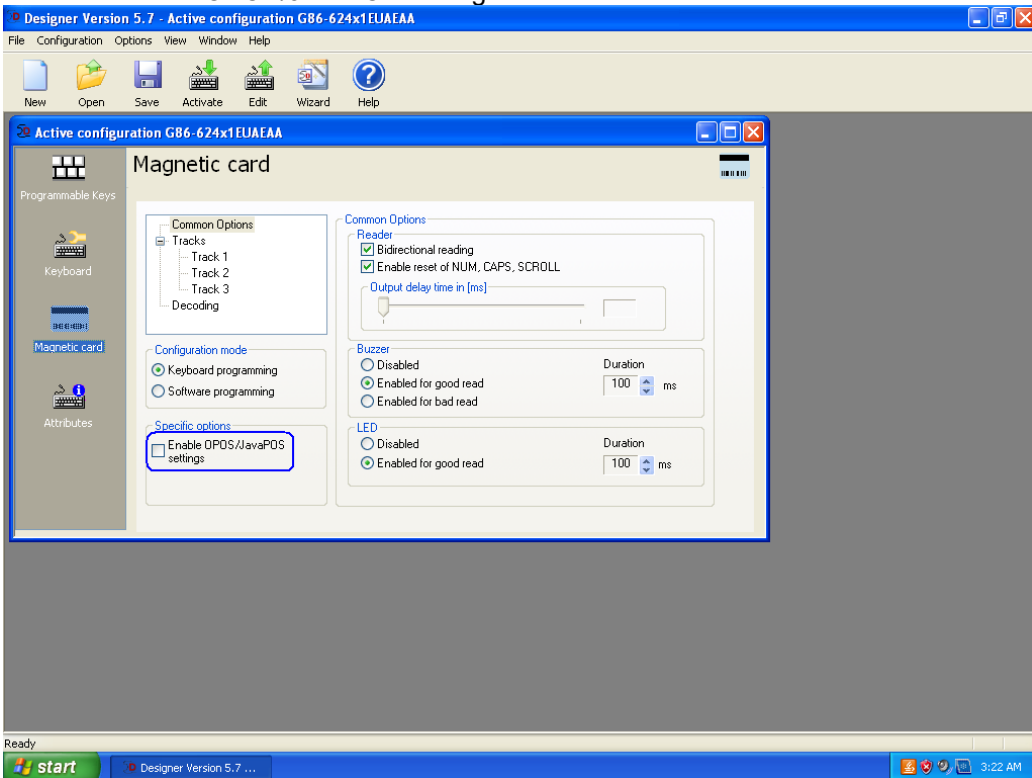 Designer Version 5.7 - Active configuration G86-624x1EUAEAA
File Configuration Options View Window Help
New Open Save Activate Edit Wizard Help
Active configuration G86-624x1EUAEAA
Programmable Keys
Keyboard
Magnetic card
Attributes
Magnetic card
Common Options
Tracks
Track 1
Track 2
Track 3
Decoding
Configuration mode
Keyboard programming
Software programming
Specific options
Enable OPOS/JavaPOS
settings
Common Options
Reader
Bidirectional reading
Enable reset of NUM, CAPS, SCROLL
Output delay time in [ms]
Buzzer
Disabled
Duration
Enabled for good read
100 ms
Enabled for bad read
LED
Disabled
Duration
Enabled for good read
100 ms
Ready
start
Designer Version 5.7 ...
3:22 AM